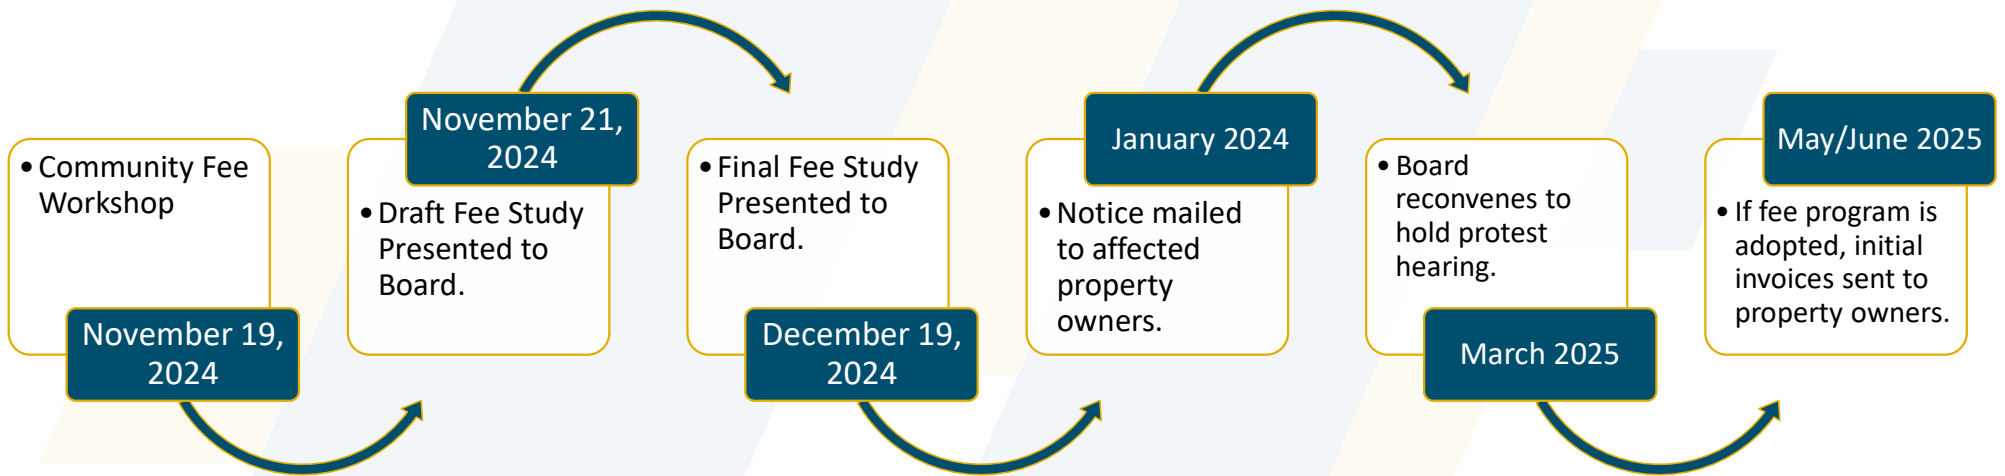 • Community Fee
Workshop
November 19,
2024
November 21,
2024
• Draft Fee Study
Presented to
Board.
• Final Fee Study
Presented to
Board.
December 19,
2024
January 2024
• Notice mailed
to affected
property
owners.
• Board
reconvenes to
hold protest
hearing.
March 2025
May/June 2025
• If fee program is
adopted, initial
invoices sent to
property owners.